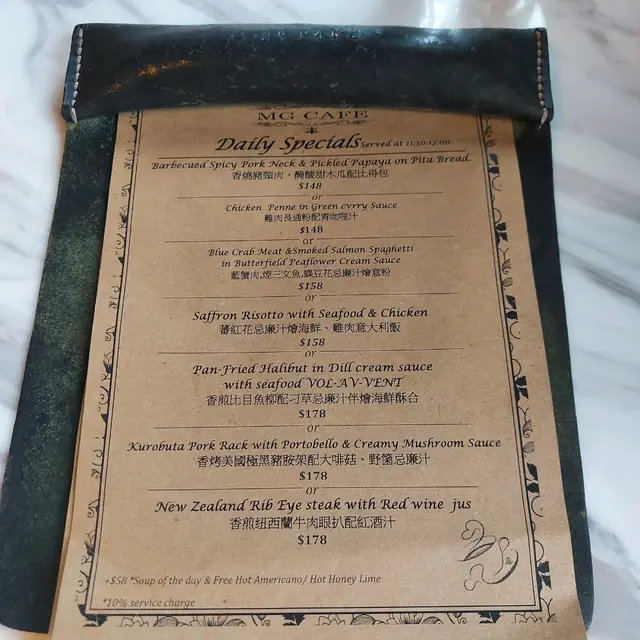 MG CAFE
Daily Specials Served at 11:30-17:00
Barbecued Spicy Pork Neck & Pickled Papaya on Pita Bread.
香燒豬頸肉、醃酸甜木瓜配比得包
$148
or
Chicken Penne in Green cvrry Sauce
雞肉長通粉配青咖喱汁
$148
or
Blue Crab Meat &Smoked Salmon Spaghetti
in Butterfield Peaflower Cream Sauce
藍蟹肉,煙三文魚,蝶豆花忌廉汁燴意粉
$158
or
Saffron Risotto with Seafood & Chicken
蕃紅花忌廉汁燴海鮮、雞肉意大利飯
$158
or
Pan-Fried Halibut in Dill cream sauce
with seafood VOL-AV-VENT
香煎比目魚柳配刁草忌廉汁伴燴海鮮酥合
$178
or
Kurobuta Pork Rack with Portobello & Creamy Mushroom Sauce
香烤美國極黑豬胺架配大啡菇、野菌忌廉汁
$178
or
New Zealand Rib Eye steak with Red wine jus
香煎纽西蘭牛肉眼扒配紅酒汁
$178
+$58 *Soup of the day & Free Hot Americano/ Hot Honey Lime
*10% service charge